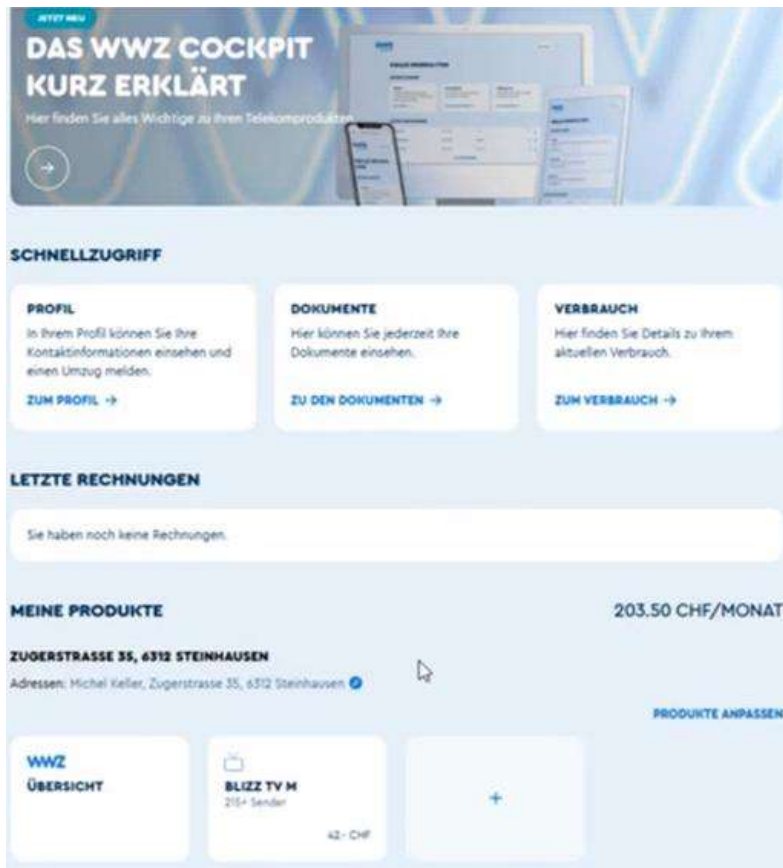 JETZT NEU
DAS WWZ COCKPIT
KURZ ERKLÄRT
Hier finden Sie alles Wichtige zu Ihren Telekomprodukten.
SCHNELLZUGRIFF
PROFIL
In Ihrem Profil können Sie Ihre
Kontaktinformationen einsehen und
einen Umzug melden.
ZUM PROFIL →
DOKUMENTE
Hier können Sie jederzeit Ihre
Dokumente einsehen.
ZU DEN DOKUMENTEN →
VERBRAUCH
Hier finden Sie Details zu Ihrem
aktuellen Verbrauch.
ZUM VERBRAUCH →
LETZTE RECHNUNGEN
Sie haben noch keine Rechnungen.
MEINE PRODUKTE
203.50 CHF/MONAT
ZUGERSTRASSE 35, 6312 STEINHAUSEN
Adressen: Michel Keller, Zugerstrasse 35, 6312 Steinhausen
PRODUKTE ANPASSEN
WWZ
ÜBERSICHT
BLIZZ TV M
215+ Sender
42.- CHF
+